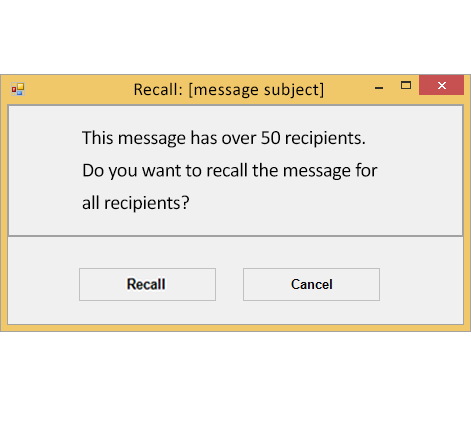 Recall: [message subject]
This message has over 50 recipients.
Do you want to recall the message for
all recipients?
Recall Cancel